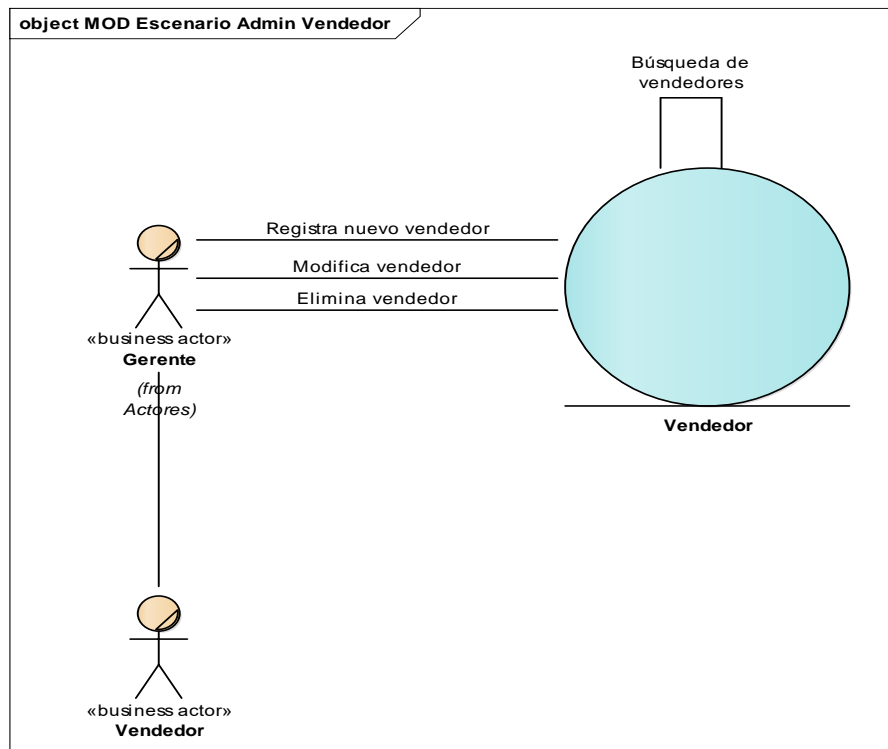 object MOD Escenario Admin Vendedor
Búsqueda de
vendedores
Registra nuevo vendedor
Modifica vendedor
Elimina vendedor
«business actor»
Gerente
(from
Actores)
Vendedor
«business actor»
Vendedor